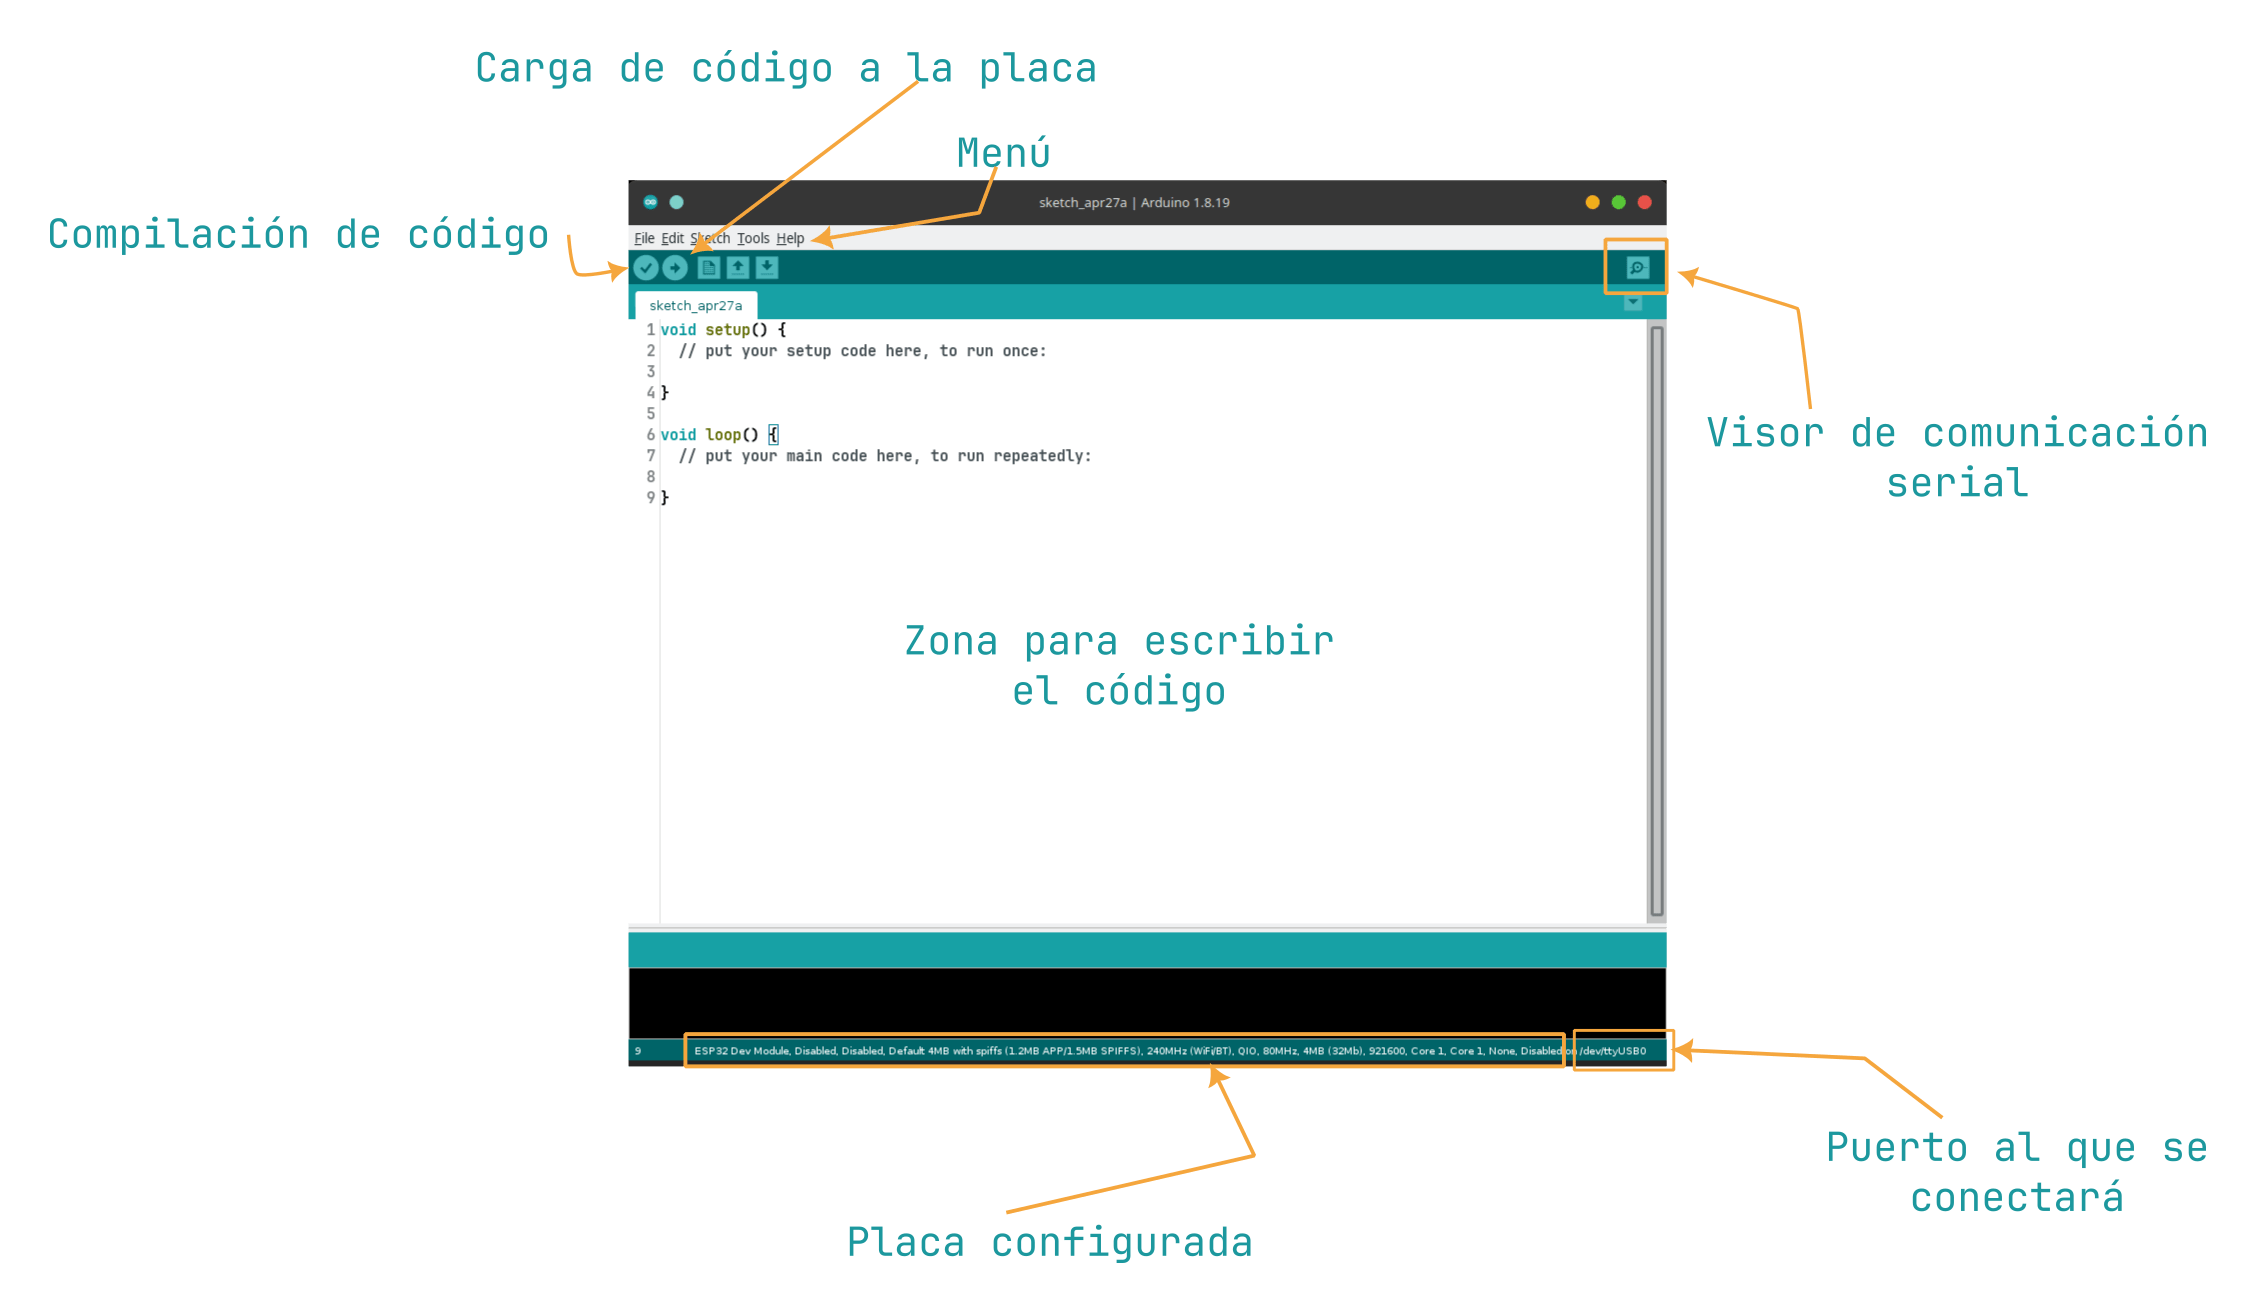 Carga de código a la placa
Menú
Compilación de código
sketch_apr27a | Arduino 1.8.19
File Edit Sketch Tools Help
sketch_apr27a
1 void setup() {
2 // put your setup code here, to run once:
3
4 }
5
6 void loop() {
7 // put your main code here, to run repeatedly:
8
9 }
Visor de comunicación
serial
Zona para escribir
el código
9 ESP32 Dev Module, Disabled, Disabled, Default 4MB with spiffs (1.2MB APP/1.5MB SPIFFS), 240MHz (WiFi/BT), QIO, 80MHz, 4MB (32Mb), 921600, Core 1, Core 1, None, Disabled on /dev/ttyUSB0
Puerto al que se
conectará
Placa configurada